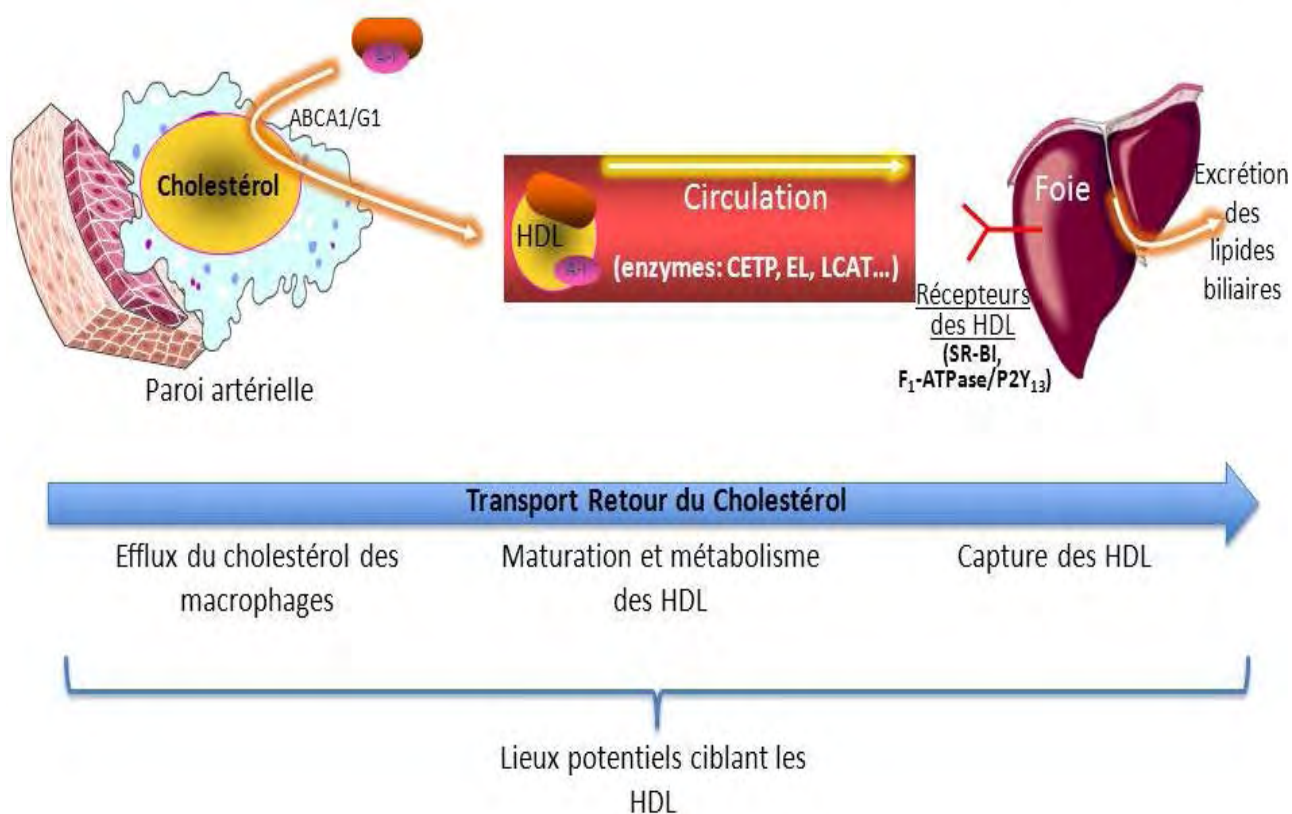 A-I
ABCA1/G1
Cholestérol
Paroi artérielle
HDL
A-I
Circulation
(enzymes: CETP, EL, LCAT...)
Foie
Récepteurs
des HDL
(SR-BI,
F₁-ATPase/P2Y₁₃)
Excrétion
des
lipides
biliaires
Transport Retour du Cholestérol
Efflux du cholestérol des
macrophages
Maturation et métabolisme
des HDL
Capture des HDL
Lieux potentiels ciblant les
HDL